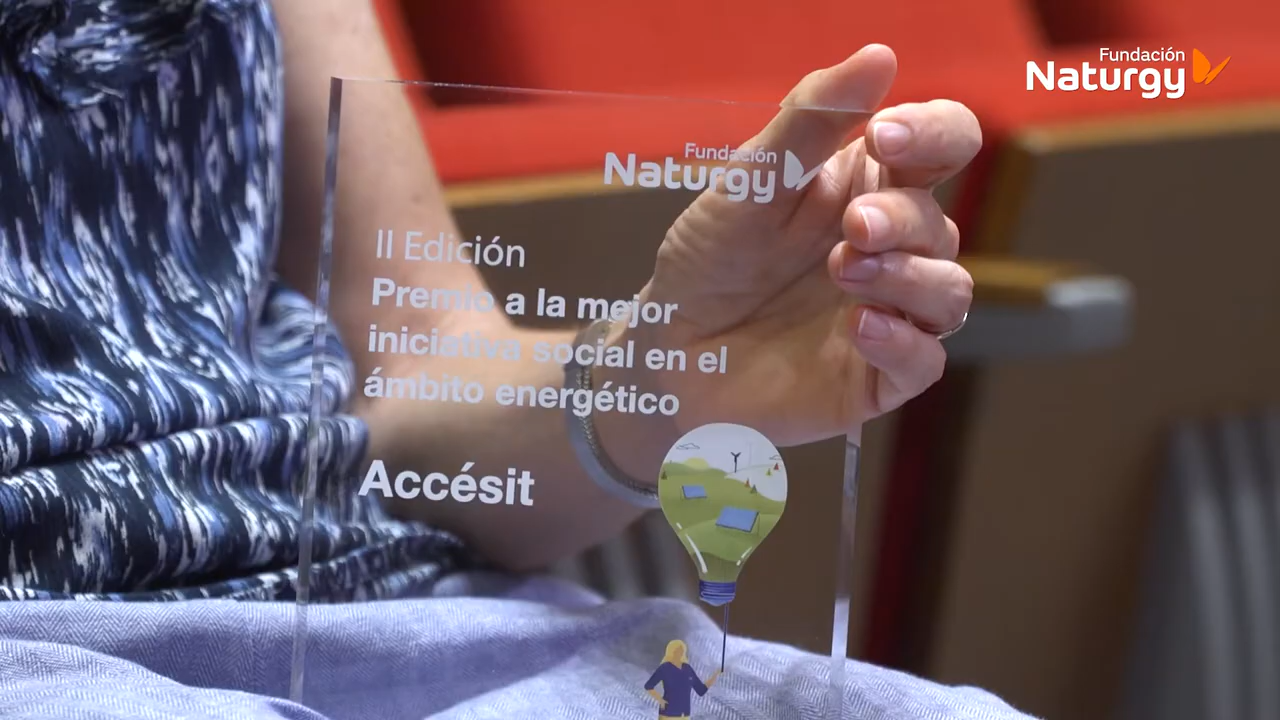 Fundación
Naturgy
Fundación
Naturgy
II Edición
Premio a la mejor
iniciativa social en el
ámbito energético
Accésit